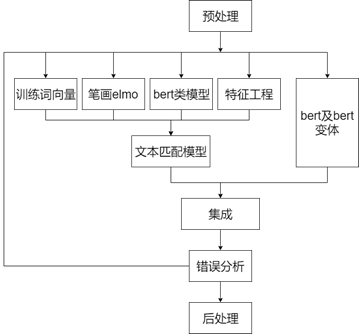 预处理
训练词向量
笔画elmo
bert类模型
特征工程
bert及bert
变体
文本匹配模型
集成
错误分析
后处理